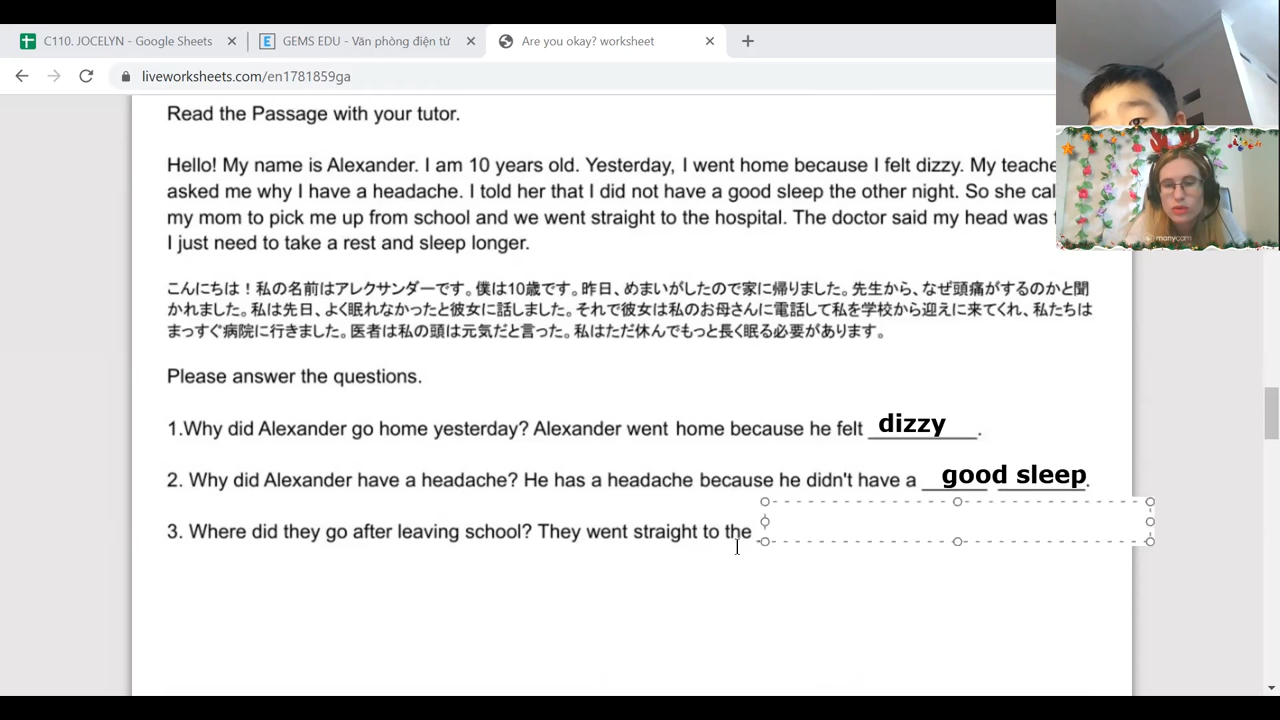 C110. JOCELYN - Google Sheets
GEMS EDU - Văn phòng điện tử
Are you okay? worksheet
liveworksheets.com/en1781859ga
Read the Passage with your tutor.
Hello! My name is Alexander. I am 10 years old. Yesterday, I went home because I felt dizzy. My teache
asked me why I have a headache. I told her that I did not have a good sleep the other night. So she cal
my mom to pick me up from school and we went straight to the hospital. The doctor said my head was
I just need to take a rest and sleep longer.
こんにちは！私の名前はアレクサンダーです。僕は10歳です。昨日、めまいがしたので家に帰りました。先生から、なぜ頭痛がするのかと聞
かれました。私は先日、よく眠れなかったと彼女に話しました。それで彼女は私のお母さんに電話して私を学校から迎えに来てくれ、私たちは
まっすぐ病院に行きました。医者は私の頭は元気だと言った。私はただ休んでもっと長く眠る必要があります。
Please answer the questions.
1.Why did Alexander go home yesterday? Alexander went home because he felt dizzy.
2. Why did Alexander have a headache? He has a headache because he didn't have a good sleep.
3. Where did they go after leaving school? They went straight to the
manycam